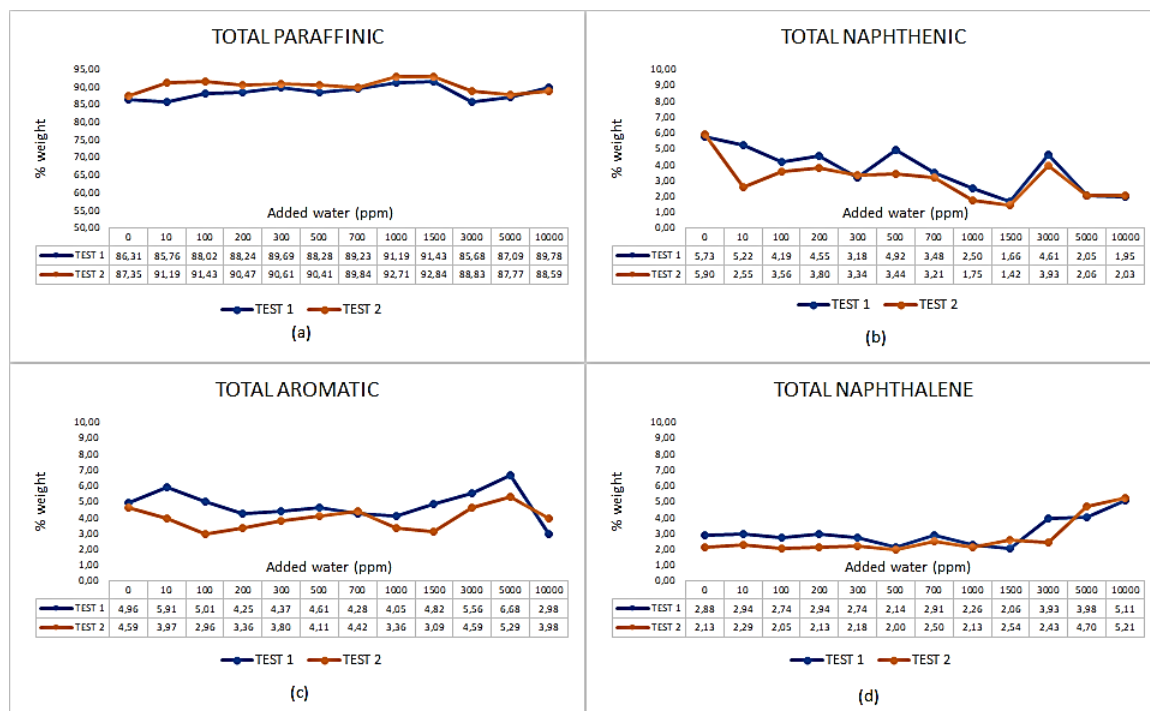 TOTAL PARAFFINIC
95,00
90,00
85,00
80,00
75,00
70,00
65,00
60,00
55,00
50,00
% weight
Added water (ppm)
0 10 100 200 300 500 700 1000 1500 3000 5000 10000
TEST 1 86,31 85,76 88,02 88,24 89,69 88,28 89,23 91,19 91,43 85,68 87,09 89,78
TEST 2 87,35 91,19 91,43 90,47 90,61 90,41 89,84 92,71 92,84 88,83 87,77 88,59
TEST 1 TEST 2
(a)
TOTAL NAPHTHENIC
10,00
9,00
8,00
7,00
6,00
5,00
4,00
3,00
2,00
1,00
0,00
% weight
Added water (ppm)
0 10 100 200 300 500 700 1000 1500 3000 5000 10000
TEST 1 5,73 5,22 4,19 4,55 3,18 4,92 3,48 2,50 1,66 4,61 2,05 1,95
TEST 2 5,90 2,55 3,56 3,80 3,34 3,44 3,21 1,75 1,42 3,93 2,06 2,03
TEST 1 TEST 2
(b)
TOTAL AROMATIC
10,00
9,00
8,00
7,00
6,00
5,00
4,00
3,00
2,00
1,00
0,00
% weight
Added water (ppm)
0 10 100 200 300 500 700 1000 1500 3000 5000 10000
TEST 1 4,96 5,91 5,01 4,25 4,37 4,61 4,28 4,05 4,82 5,56 6,68 2,98
TEST 2 4,59 3,97 2,96 3,36 3,80 4,11 4,42 3,36 3,09 4,59 5,29 3,98
TEST 1 TEST 2
(c)
TOTAL NAPHTHALENE
10,00
9,00
8,00
7,00
6,00
5,00
4,00
3,00
2,00
1,00
0,00
% weight
Added water (ppm)
0 10 100 200 300 500 700 1000 1500 3000 5000 10000
TEST 1 2,88 2,94 2,74 2,94 2,74 2,14 2,91 2,26 2,06 3,93 3,98 5,11
TEST 2 2,13 2,29 2,05 2,13 2,18 2,00 2,50 2,13 2,54 2,43 4,70 5,21
TEST 1 TEST 2
(d)